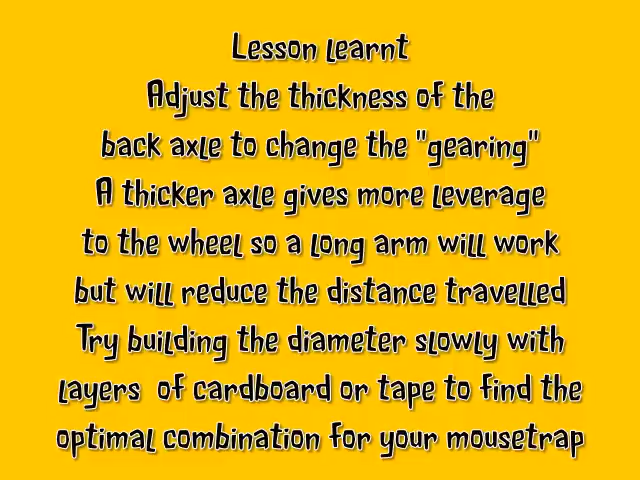 Lesson learnt
Adjust the thickness of the
back axle to change the "gearing"
A thicker axle gives more leverage
to the wheel so a long arm will work
but will reduce the distance travelled
Try building the diameter slowly with
layers  of cardboard or tape to find the
optimal combination for your mousetrap